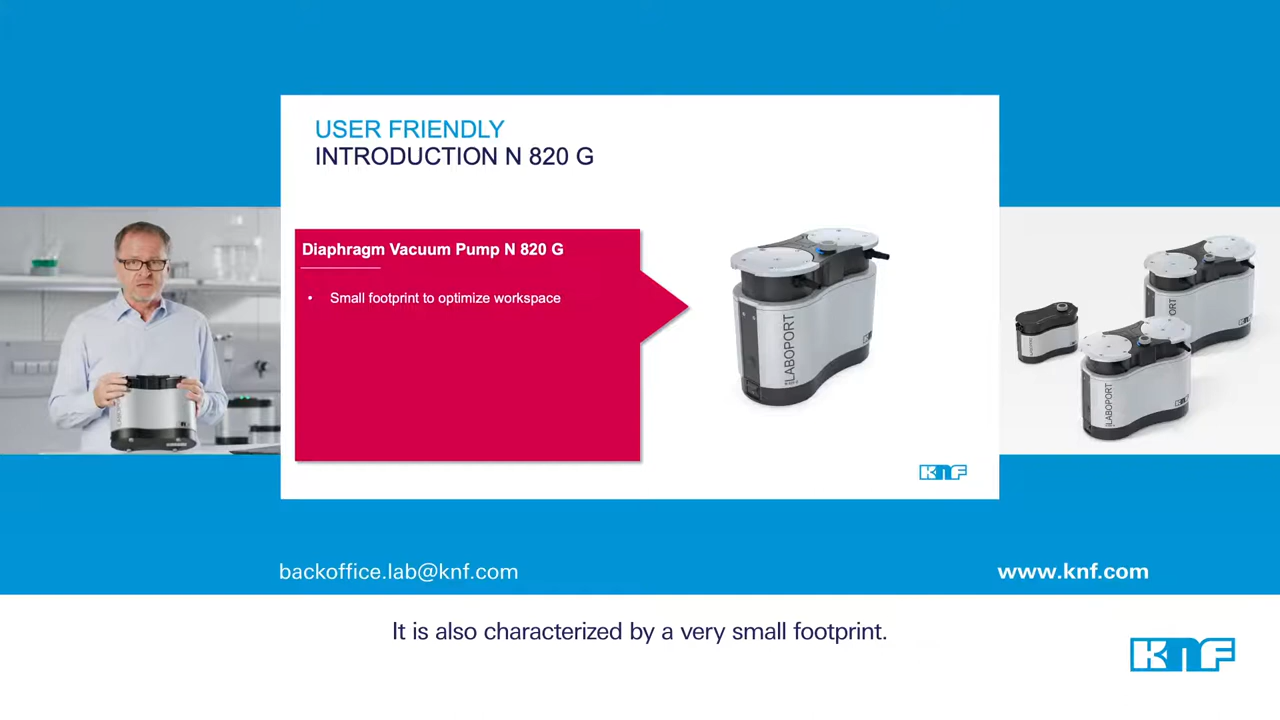 USER FRIENDLY
INTRODUCTION N 820 G
Diaphragm Vacuum Pump N 820 G
• Small footprint to optimize workspace
LABOPORT
KNF
LABOPORT
backoffice.lab@knf.com
www.knf.com
It is also characterized by a very small footprint.
KNF